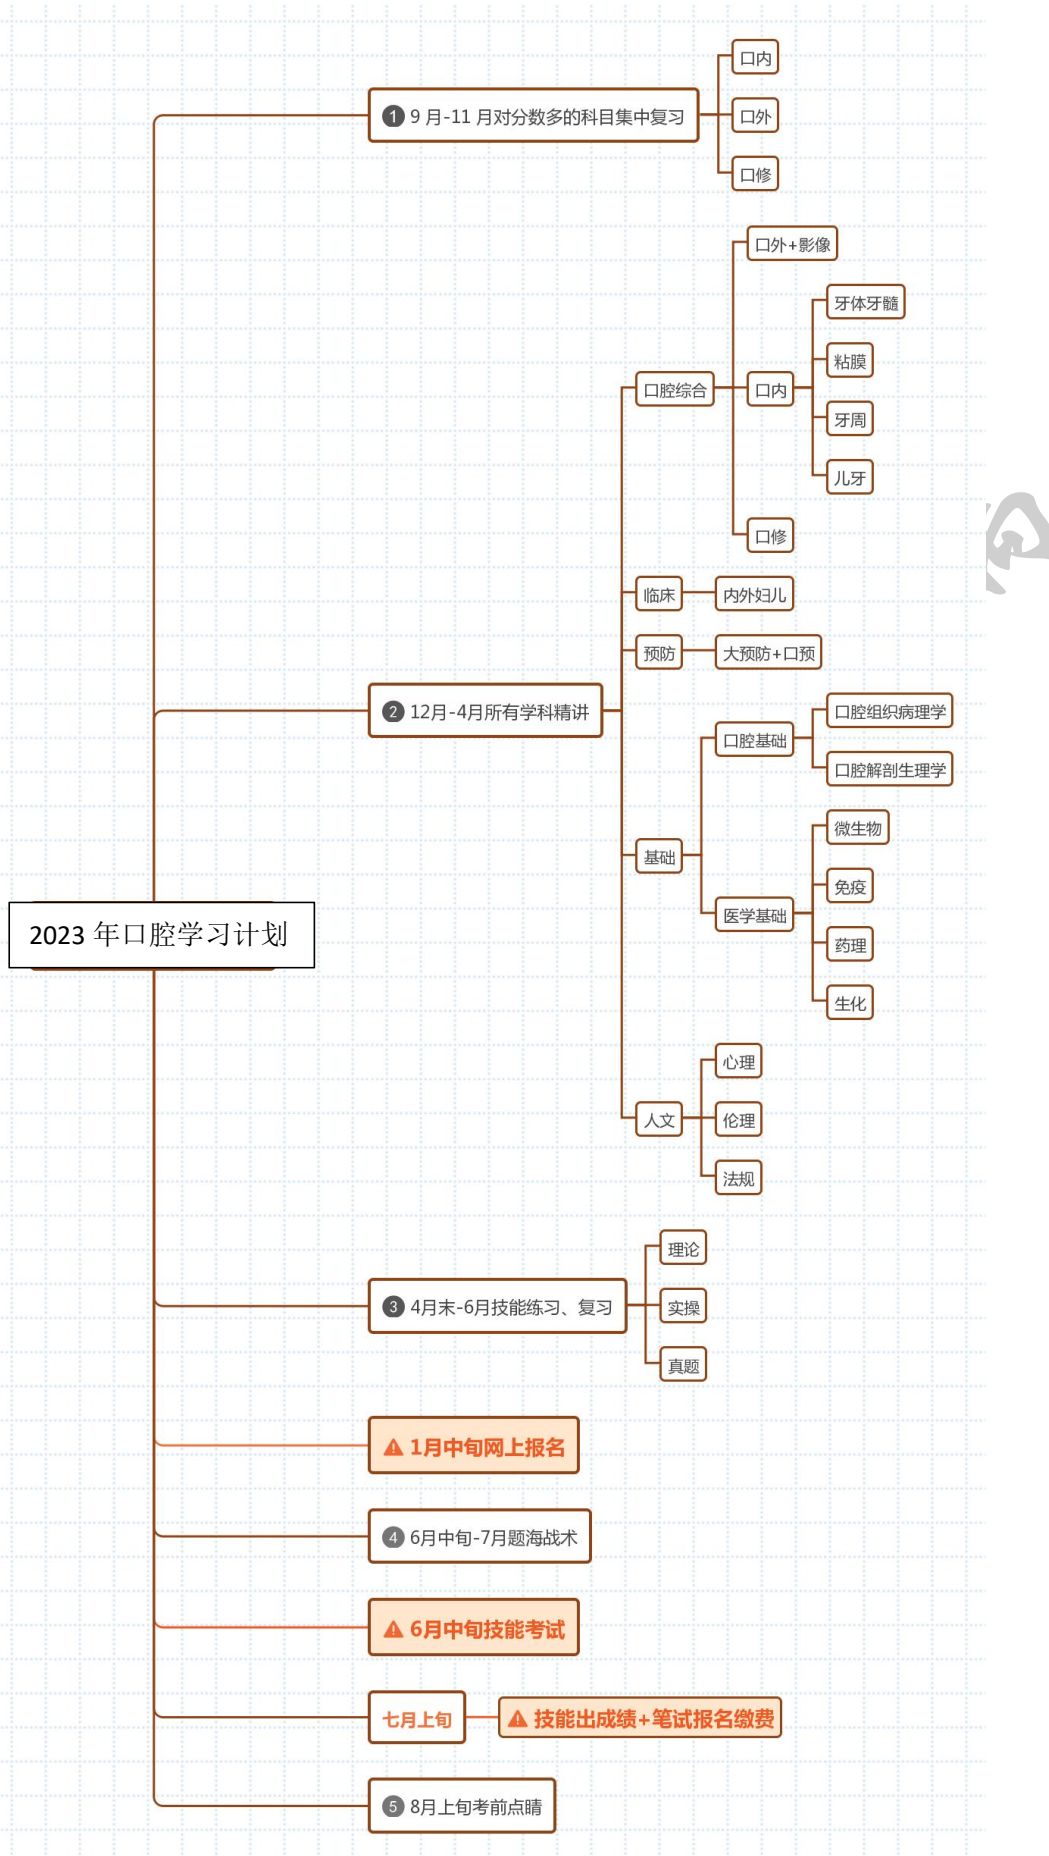 口内
❶ 9 月-11 月对分数多的科目集中复习
口外
口修
口外+影像
牙体牙髓
粘膜
口腔综合
口内
牙周
儿牙
口修
临床
内外妇儿
预防
大预防+口预
❷ 12月-4月所有学科精讲
口腔组织病理学
口腔基础
口腔解剖生理学
微生物
基础
免疫
医学基础
药理
生化
2023 年口腔学习计划
心理
人文
伦理
法规
理论
❸ 4月末-6月技能练习、复习
实操
真题
1月中旬网上报名
❹ 6月中旬-7月题海战术
6月中旬技能考试
七月上旬
技能出成绩+笔试报名缴费
❺ 8月上旬考前点睛